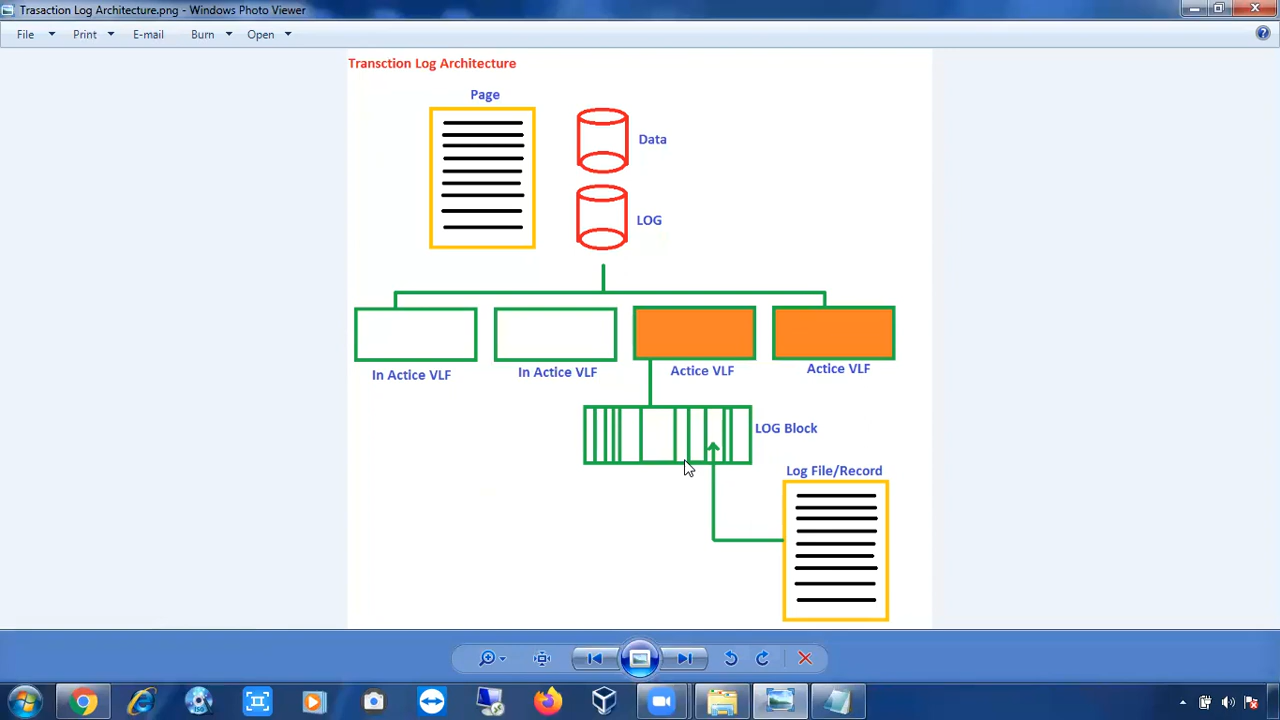 Trasaction Log Architecture.png - Windows Photo Viewer
File Print E-mail Burn Open
Transction Log Architecture
Page
Data
LOG
In Actice VLF In Actice VLF Actice VLF Actice VLF
LOG Block
Log File/Record